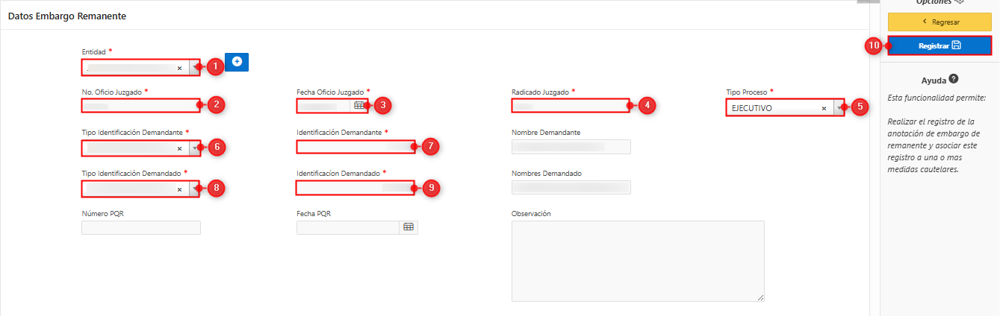 Opciones
Datos Embargo Remanente
Regresar
Registrar
10
Entidad *
. × 1
Ayuda
No. Oficio Juzgado *
Fecha Oficio Juzgado *
Radicado Juzgado *
Tipo Proceso *
2
3
4
EJECUTIVO × 5
Esta funcionalidad permite:
Realizar el registro de la
anotación de embargo de
remanente y asociar este
registro a una o mas
medidas cautelares.
Tipo Identificación Demandante *
Identificación Demandante *
Nombre Demandante
× 6
7
Tipo Identificación Demandado *
Identificacíon Demandado *
Nombres Demandado
× 8
9
Número PQR
Fecha PQR
Observación